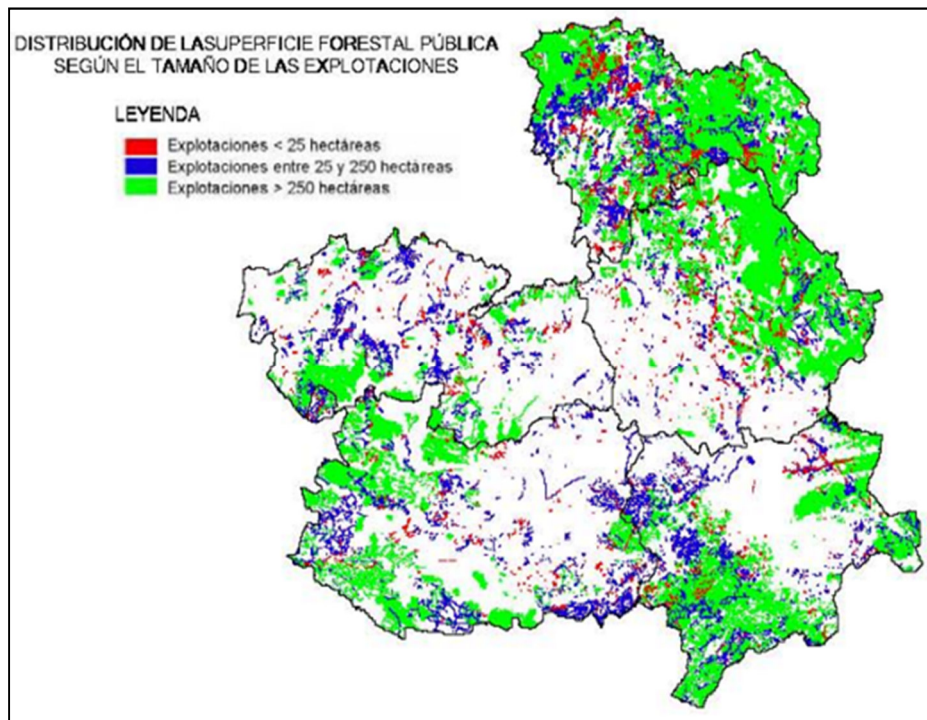 DISTRIBUCIÓN DE LASUPERFICIE FORESTAL PÚBLICA
SEGÚN EL TAMAÑO DE LAS EXPLOTACIONES
LEYENDA
Explotaciones < 25 hectáreas
Explotaciones entre 25 y 250 hectáreas
Explotaciones > 250 hectáreas